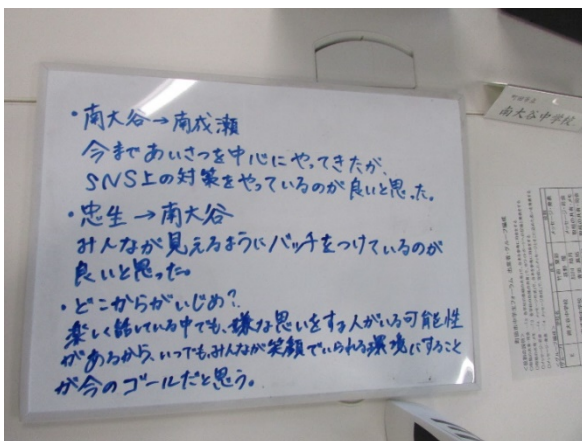 ・南大谷→南成瀬
今まであいさつを中心にやってきたが、
SNS上の対策をやっているのが良いと思った。
・忠生→南大谷
みんなが見えるようにバッチをつけているのが
良いと思った。
・どこからがいじめ?
楽しく話している中でも、嫌な思いをする人がいる可能性
があるから、いつでもみんなが笑顔でいられる環境にすること
が今のゴールだと思う。
南大谷中学校